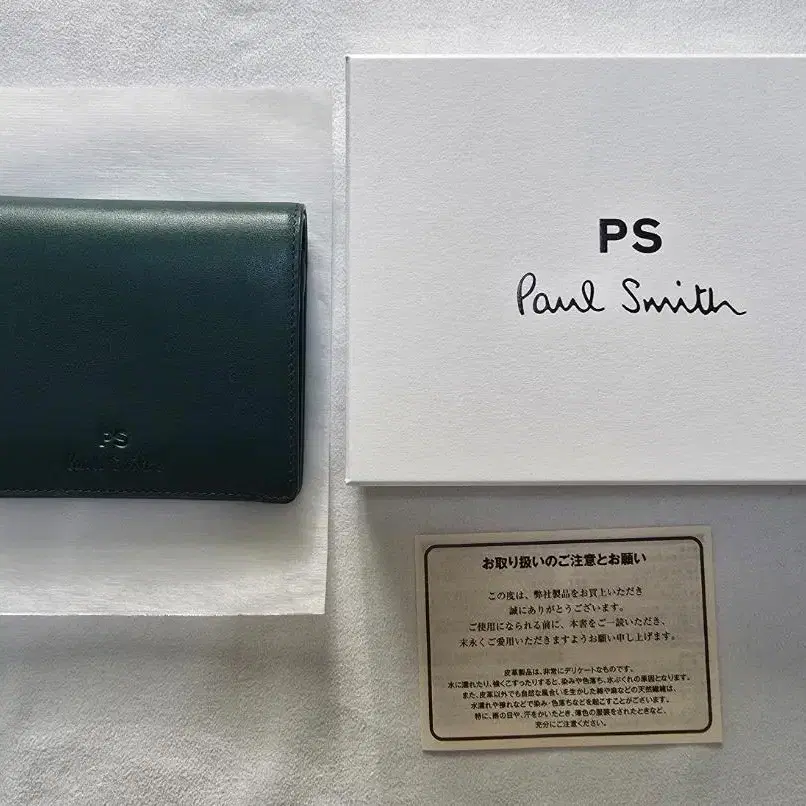 PS
Paul Smith
PS
Paul Smith
お取り扱いのご注意とお願い
この度は、弊社製品をお買上いただき
誠にありがとうございます。
ご使用になられる前に、本書をご一読いただき、
末永くご愛用いただきますようお願い申し上げます。
皮革製品は、非常にデリケートなものです。
水に濡れたり、強くこすったりすると、染みや色落ち、水ぶくれの原因となります。
また、皮革以外でも自然な風合いを生かした綿や麻などの天然繊維は、
水濡れや擦れなどで染み・色落ちなどを起こすことがございます。
特に、雨の日や、汗をかいたとき、薄色の服装をされたときなど、
充分にご注意ください。